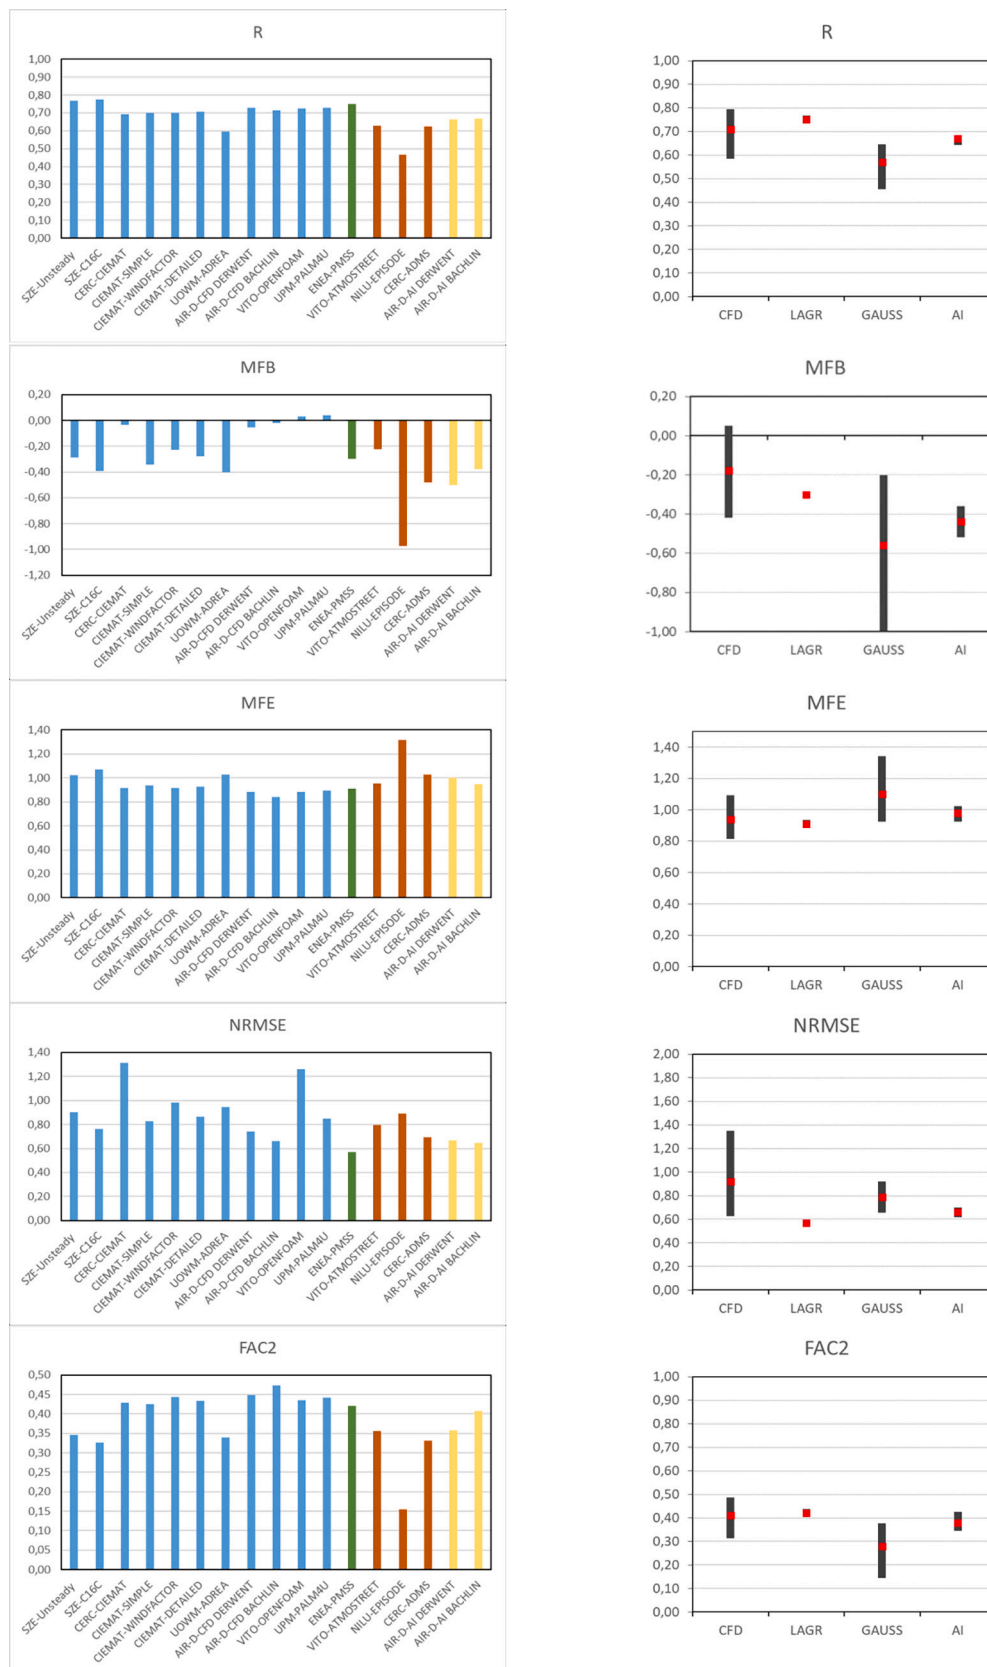 R
1,00
0,90
0,80
0,70
0,60
0,50
0,40
0,30
0,20
0,10
0,00
SZE-Unsteady
SZE-C16C
CERC-CIEMAT
CIEMAT-SIMPLE
CIEMAT-WINDFACTOR
CIEMAT-DETAILED
UOWM-ADREA
AIR-D-CFD DERWENT
AIR-D-CFD BACHLIN
VITO-OPENFOAM
UPM-PALM4U
ENEA-PMSS
VITO-ATMOSTREET
NILU-EPISODE
CERC-ADMS
AIR-D-AI DERWENT
AIR-D-AI BACHLIN
R
1,00
0,90
0,80
0,70
0,60
0,50
0,40
0,30
0,20
0,10
0,00
CFD LAGR GAUSS AI
MFB
0,20
0,00
-0,20
-0,40
-0,60
-0,80
-1,00
-1,20
SZE-Unsteady
SZE-C16C
CERC-CIEMAT
CIEMAT-SIMPLE
CIEMAT-WINDFACTOR
CIEMAT-DETAILED
UOWM-ADREA
AIR-D-CFD DERWENT
AIR-D-CFD BACHLIN
VITO-OPENFOAM
UPM-PALM4U
ENEA-PMSS
VITO-ATMOSTREET
NILU-EPISODE
CERC-ADMS
AIR-D-AI DERWENT
AIR-D-AI BACHLIN
MFB
0,20
0,00
-0,20
-0,40
-0,60
-0,80
-1,00
CFD LAGR GAUSS AI
MFE
1,40
1,20
1,00
0,80
0,60
0,40
0,20
0,00
SZE-Unsteady
SZE-C16C
CERC-CIEMAT
CIEMAT-SIMPLE
CIEMAT-WINDFACTOR
CIEMAT-DETAILED
UOWM-ADREA
AIR-D-CFD DERWENT
AIR-D-CFD BACHLIN
VITO-OPENFOAM
UPM-PALM4U
ENEA-PMSS
VITO-ATMOSTREET
NILU-EPISODE
CERC-ADMS
AIR-D-AI DERWENT
AIR-D-AI BACHLIN
MFE
1,40
1,20
1,00
0,80
0,60
0,40
0,20
0,00
CFD LAGR GAUSS AI
NRMSE
1,40
1,20
1,00
0,80
0,60
0,40
0,20
0,00
SZE-Unsteady
SZE-C16C
CERC-CIEMAT
CIEMAT-SIMPLE
CIEMAT-WINDFACTOR
CIEMAT-DETAILED
UOWM-ADREA
AIR-D-CFD DERWENT
AIR-D-CFD BACHLIN
VITO-OPENFOAM
UPM-PALM4U
ENEA-PMSS
VITO-ATMOSTREET
NILU-EPISODE
CERC-ADMS
AIR-D-AI DERWENT
AIR-D-AI BACHLIN
NRMSE
2,00
1,80
1,60
1,40
1,20
1,00
0,80
0,60
0,40
0,20
0,00
CFD LAGR GAUSS AI
FAC2
0,50
0,45
0,40
0,35
0,30
0,25
0,20
0,15
0,10
0,05
0,00
SZE-Unsteady
SZE-C16C
CERC-CIEMAT
CIEMAT-SIMPLE
CIEMAT-WINDFACTOR
CIEMAT-DETAILED
UOWM-ADREA
AIR-D-CFD DERWENT
AIR-D-CFD BACHLIN
VITO-OPENFOAM
UPM-PALM4U
ENEA-PMSS
VITO-ATMOSTREET
NILU-EPISODE
CERC-ADMS
AIR-D-AI DERWENT
AIR-D-AI BACHLIN
FAC2
1,00
0,90
0,80
0,70
0,60
0,50
0,40
0,30
0,20
0,10
0,00
CFD LAGR GAUSS AI